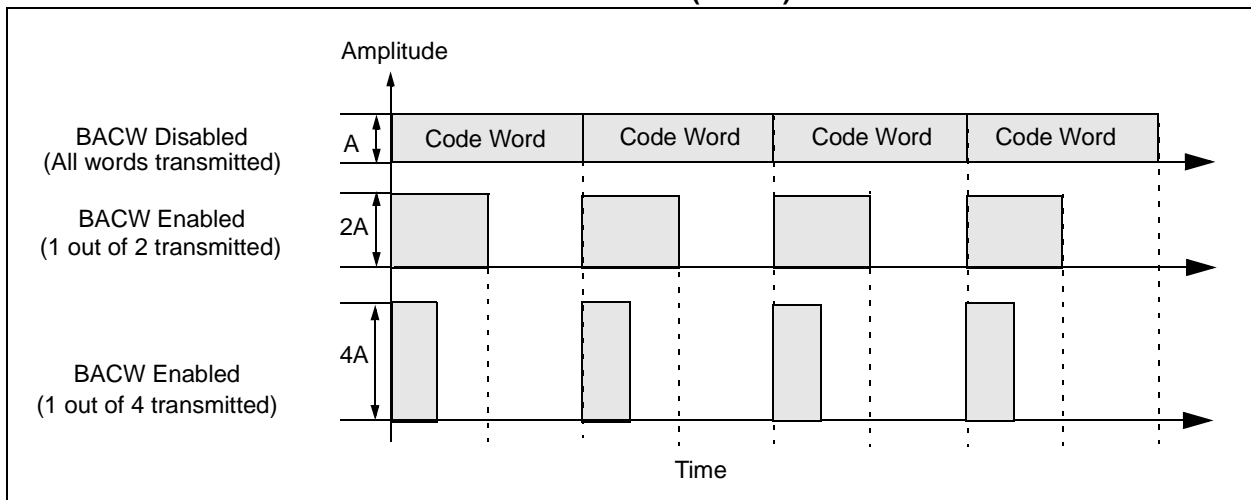 Amplitude
BACW Disabled
(All words transmitted)
A
Code Word
Code Word
Code Word
Code Word
BACW Enabled
(1 out of 2 transmitted)
2A
BACW Enabled
(1 out of 4 transmitted)
4A
Time